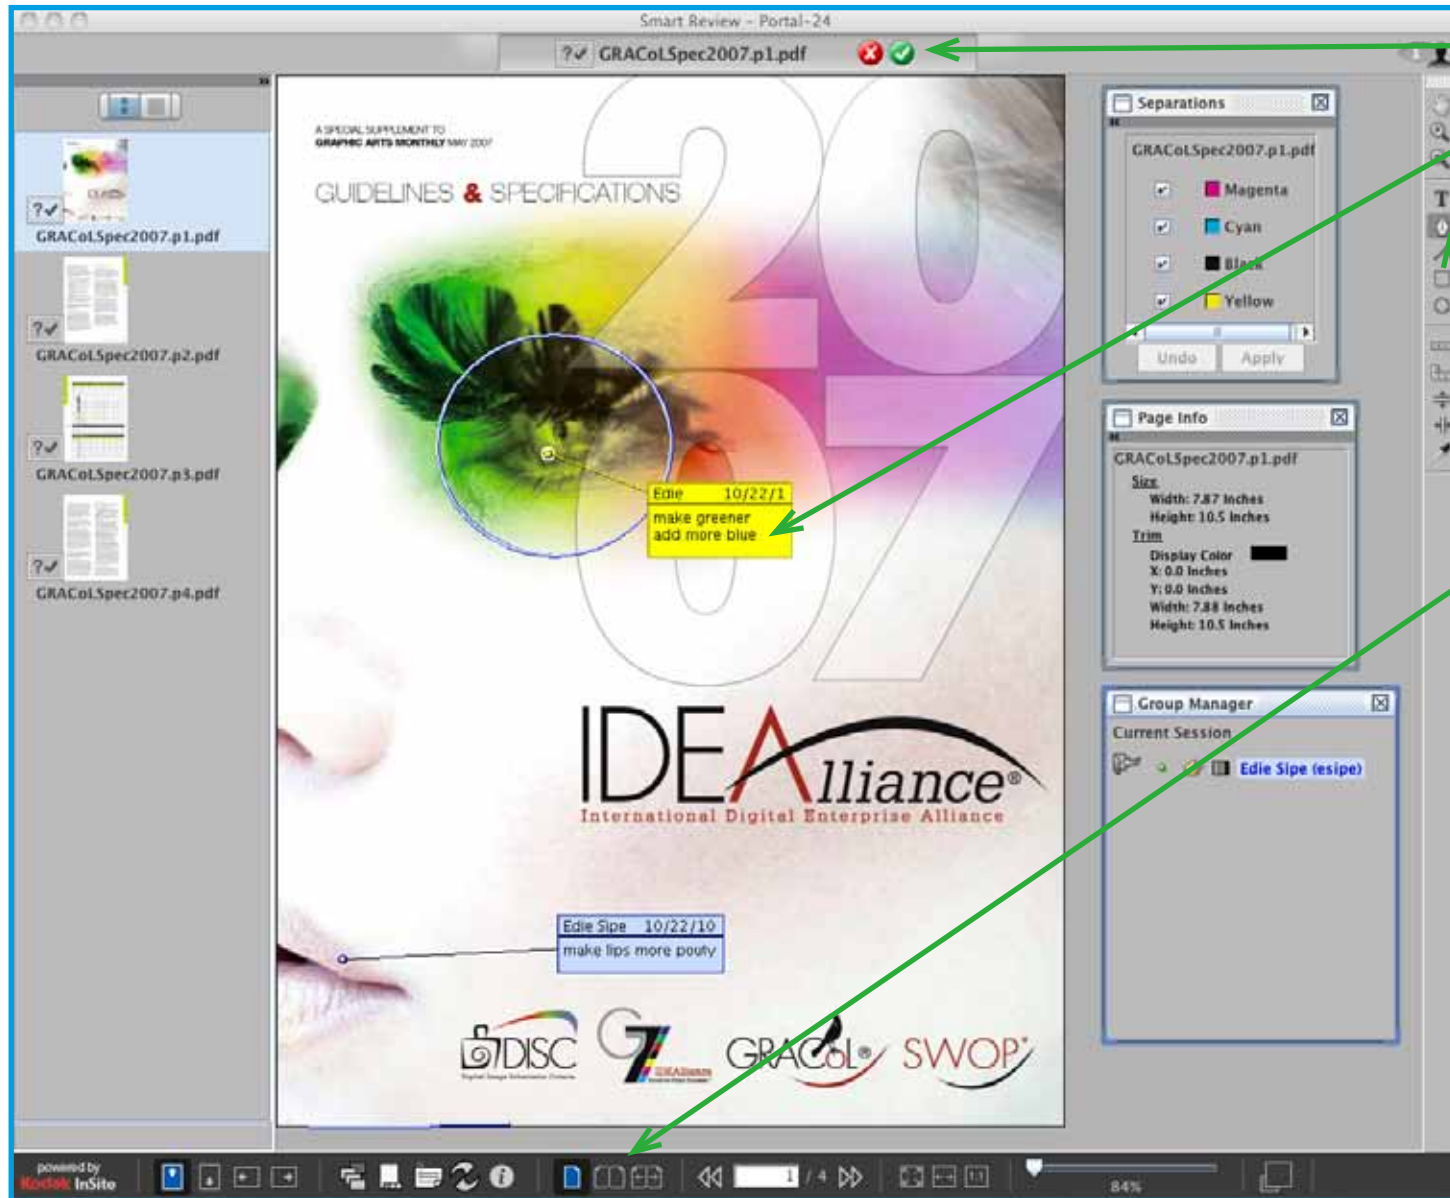 Smart Review - Portal-24
?✔ GRACoLSpec2007.p1.pdf
GRACoLSpec2007.p1.pdf
GRACoLSpec2007.p2.pdf
GRACoLSpec2007.p3.pdf
GRACoLSpec2007.p4.pdf
A SPECIAL SUPPLEMENT TO
GRAPHIC ARTS MONTHLY MAY 2007
GUIDELINES & SPECIFICATIONS
2007
Edie 10/22/1
make greener
add more blue
IDEAlliance®
International Digital Enterprise Alliance
Edie Sipe 10/22/10
make lips more pouty
DISC
G7
IDEAlliance
GRACoL®
SWOP
Separations
GRACoLSpec2007.p1.pdf
Magenta
Cyan
Black
Yellow
Undo Apply
Page Info
GRACoLSpec2007.p1.pdf
Size
Width: 7.87 Inches
Height: 10.5 Inches
Trim
Display Color
X: 0.0 Inches
Y: 0.0 Inches
Width: 7.88 Inches
Height: 10.5 Inches
Group Manager
Current Session
Edie Sipe (esipe)
T
powered by
Kodak InSite
1 / 4
1:1
84%